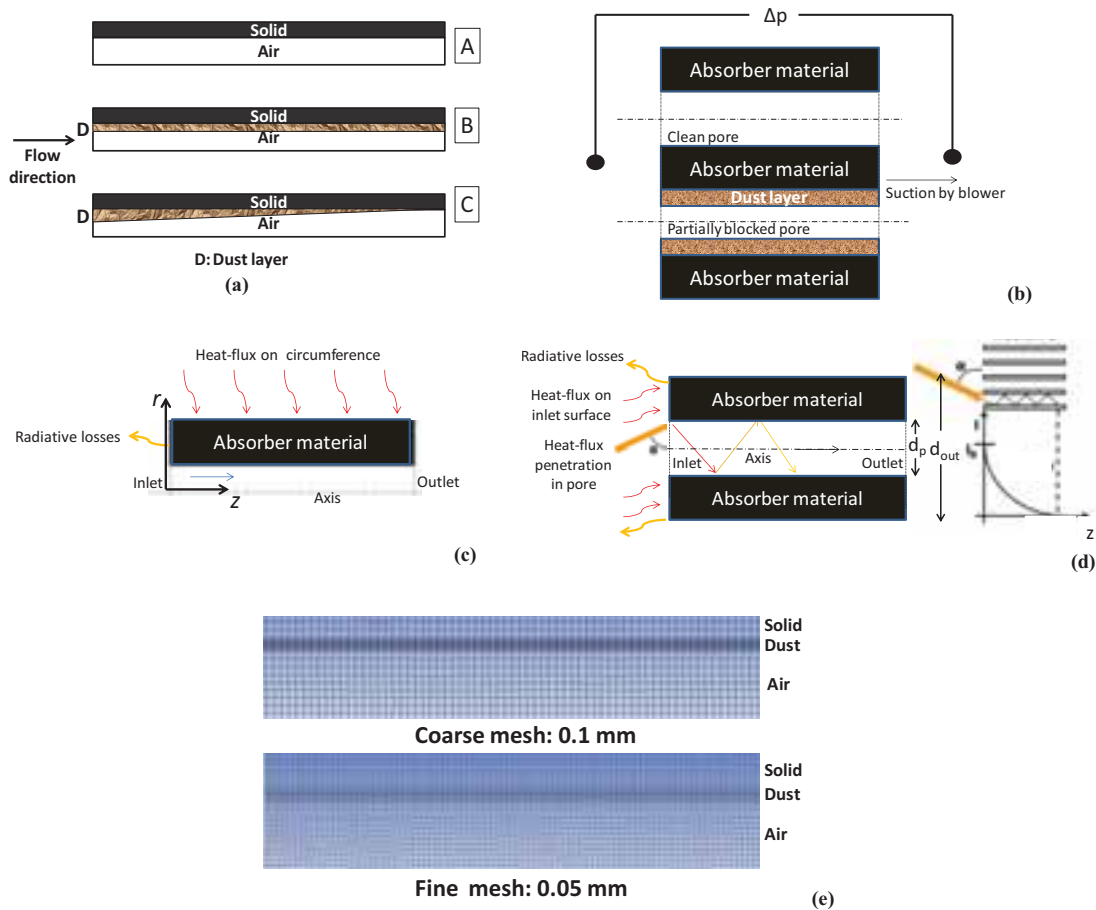 Solid
Air
A
Solid
D
Air
B
Flow
direction
Solid
D
Air
C
D: Dust layer
(a)
Δp
Absorber material
Clean pore
Absorber material
Dust layer
Suction by blower
Partially blocked pore
Absorber material
(b)
Heat-flux on circumference
r
Radiative losses
Absorber material
Inlet
z
Axis
Outlet
(c)
Radiative losses
Heat-flux on
inlet surface
Absorber material
Heat-flux
penetration
in pore
Inlet
Axis
Outlet
dp
dout
Absorber material
z
(d)
Solid
Dust
Air
Coarse mesh: 0.1 mm
Solid
Dust
Air
Fine mesh: 0.05 mm
(e)